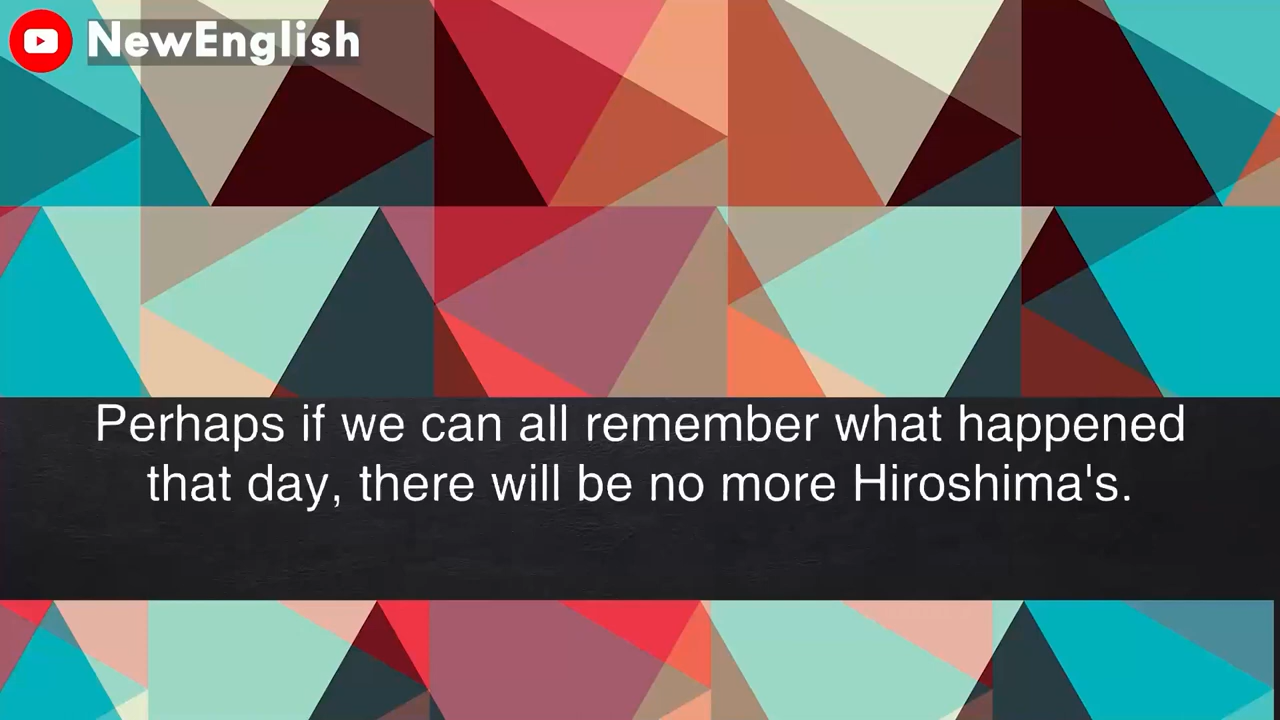 NewEnglish
Perhaps if we can all remember what happened
that day, there will be no more Hiroshima's.